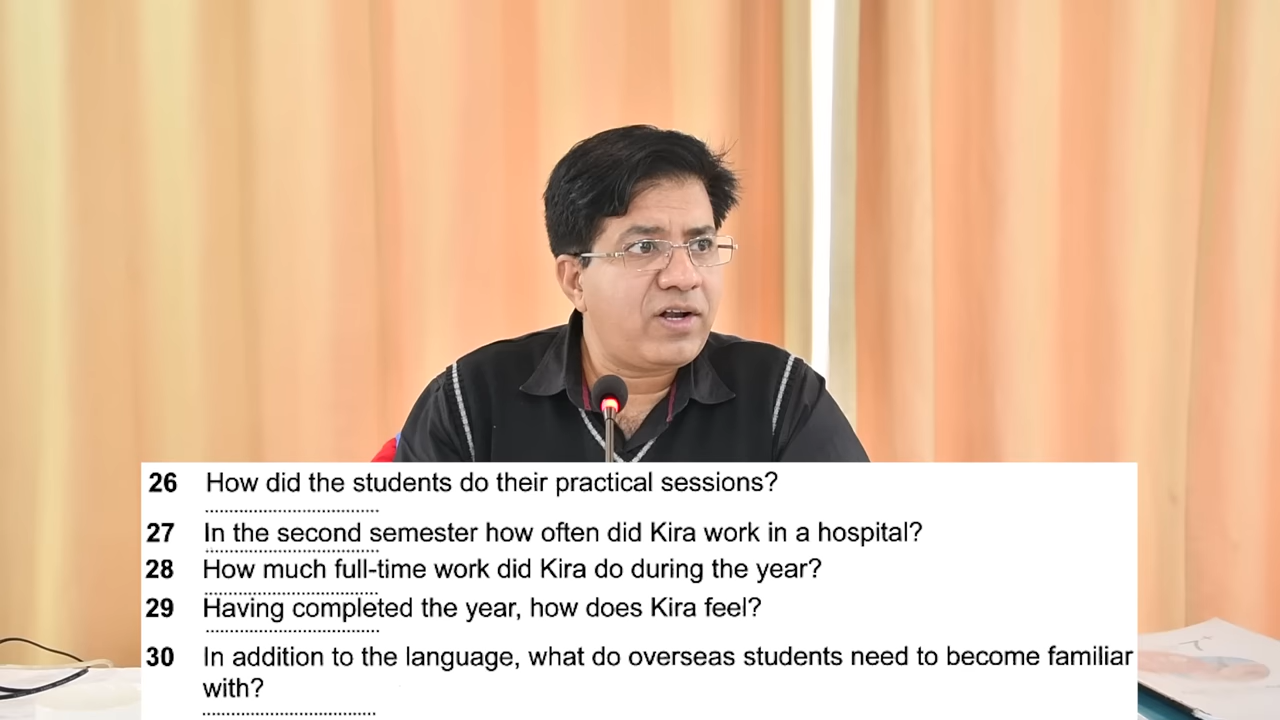 26 How did the students do their practical sessions?
................................................
27 In the second semester how often did Kira work in a hospital?
................................................
28 How much full-time work did Kira do during the year?
................................................
29 Having completed the year, how does Kira feel?
................................................
30 In addition to the language, what do overseas students need to become familiar
with?
................................................